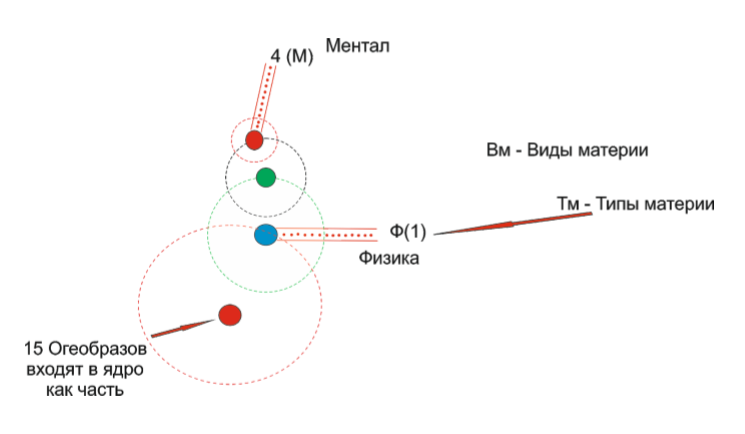 Ментал
4 (М)
Вм - Виды материи
Тм - Типы материи
Ф(1)
Физика
15 Огеобразов
входят в ядро
как часть